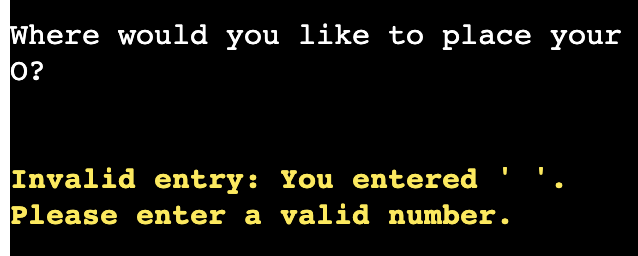 Where would you like to place your
O?
Invalid entry: You entered ' '.
Please enter a valid number.